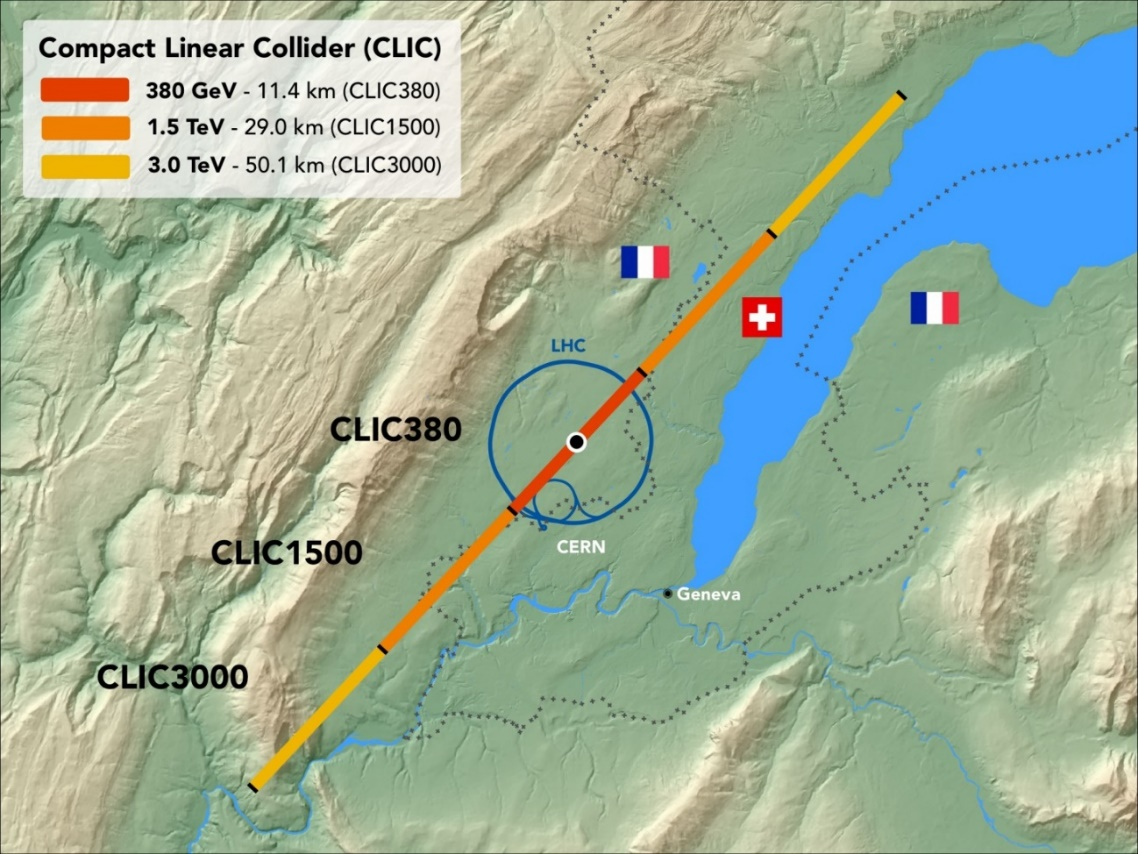 Compact Linear Collider (CLIC)
380 GeV - 11.4 km (CLIC380)
1.5 TeV - 29.0 km (CLIC1500)
3.0 TeV - 50.1 km (CLIC3000)
LHC
CLIC380
CERN
CLIC1500
Geneva
CLIC3000